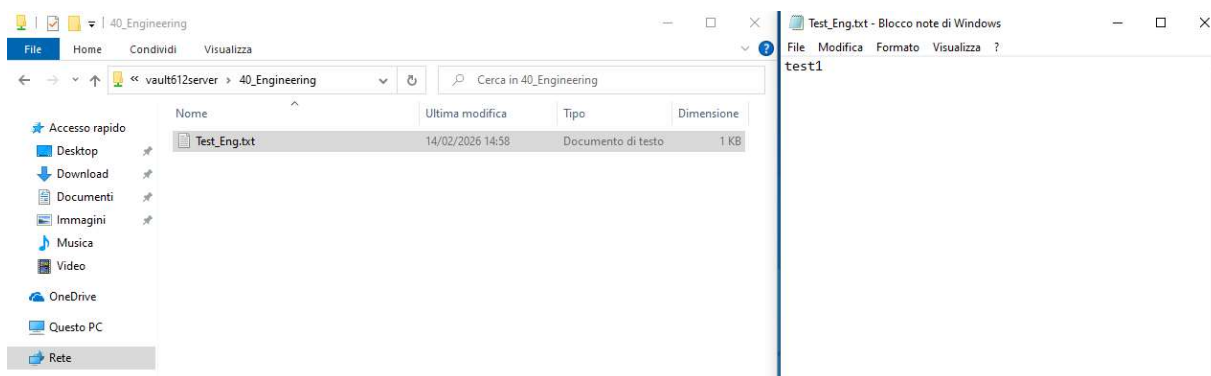 40_Engineering
File Home Condividi Visualizza
« vault612server > 40_Engineering
Cerca in 40_Engineering
Nome Ultima modifica Tipo Dimensione
Test_Eng.txt 14/02/2026 14:58 Documento di testo 1 KB
Accesso rapido
Desktop
Download
Documenti
Immagini
Musica
Video
OneDrive
Questo PC
Rete
Test_Eng.txt - Blocco note di Windows
File Modifica Formato Visualizza ?
test1